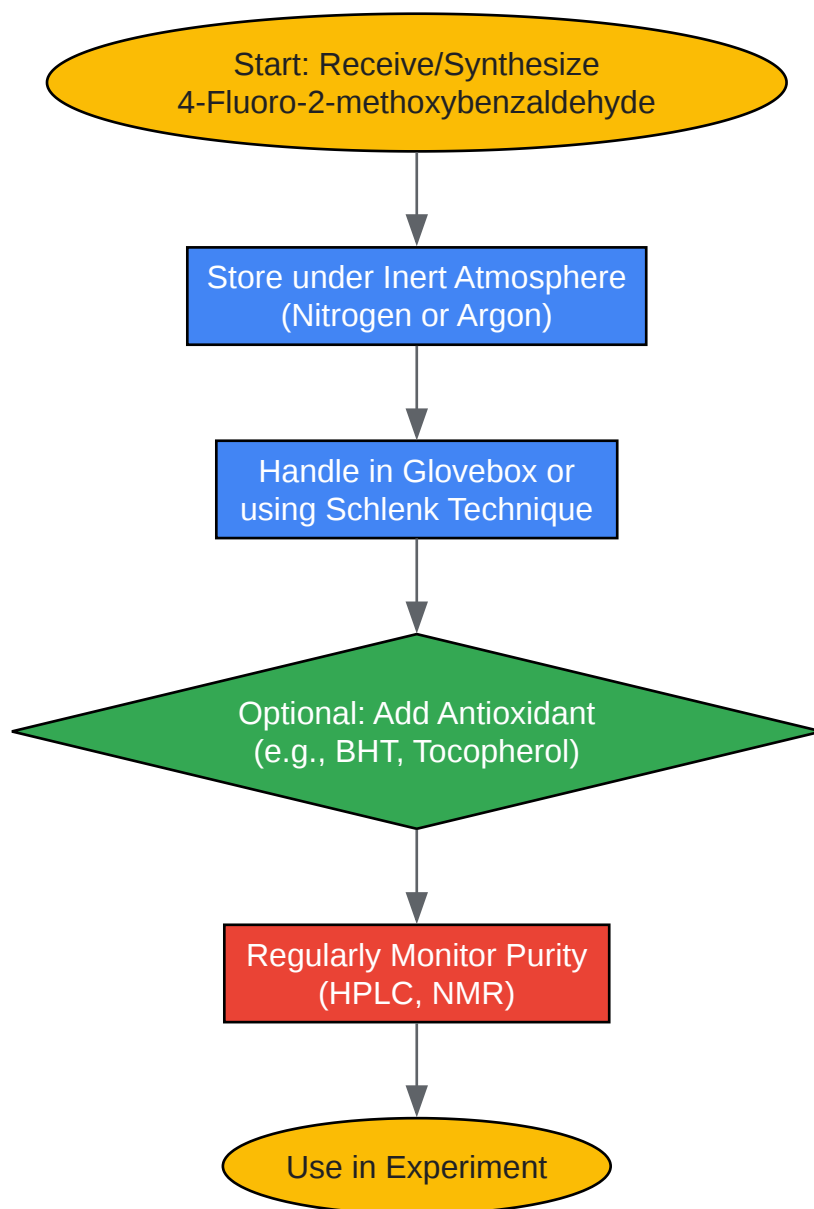 Start: Receive/Synthesize
4-Fluoro-2-methoxybenzaldehyde
Store under Inert Atmosphere
(Nitrogen or Argon)
Handle in Glovebox or
using Schlenk Technique
Optional: Add Antioxidant
(e.g., BHT, Tocopherol)
Regularly Monitor Purity
(HPLC, NMR)
Use in Experiment